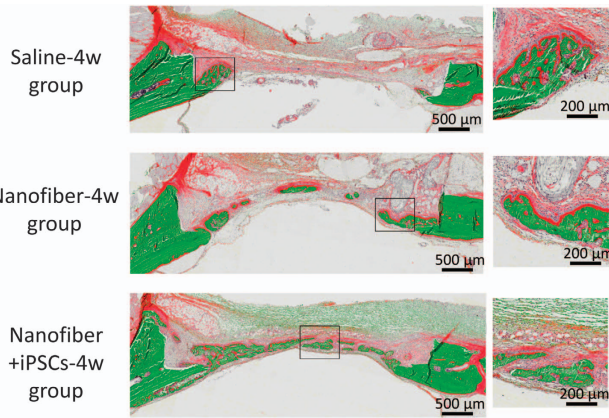 Saline-4w
group
500 µm
200 µm
Nanofiber-4w
group
500 µm
200 µm
Nanofiber
+iPSCs-4w
group
500 µm
200 µm